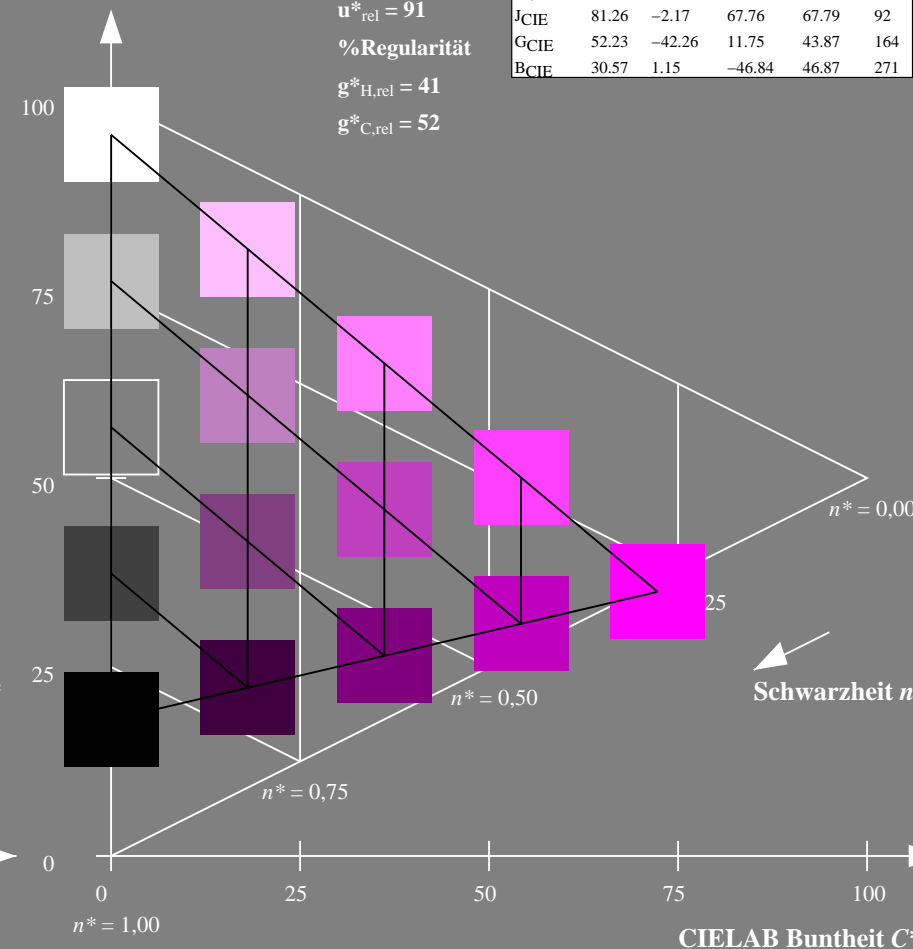 u*rel = 91
%Regularität
g*H,rel = 41
g*C,rel = 52
JCIE 81.26 −2.17 67.76 67.79 92
GCIE 52.23 −42.26 11.75 43.87 164
BCIE 30.57 1.15 −46.84 46.87 271
100
75
50
n* = 0,00
25
25
Schwarzheit n
n* = 0,50
n* = 0,75
0
0 25 50 75 100
n* = 1,00
CIELAB Buntheit C*